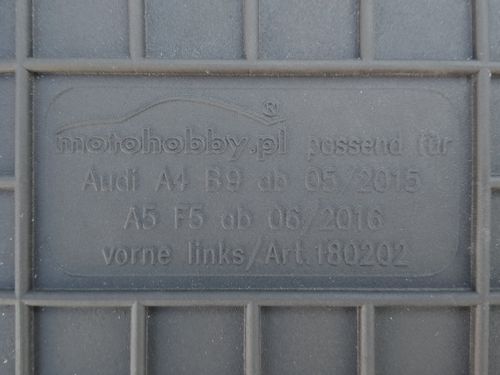 motohobby.pl® passend für
Audi A4 B9 ab 05/2015
A5 F5 ab 06/2016
vorne links/Art.180202